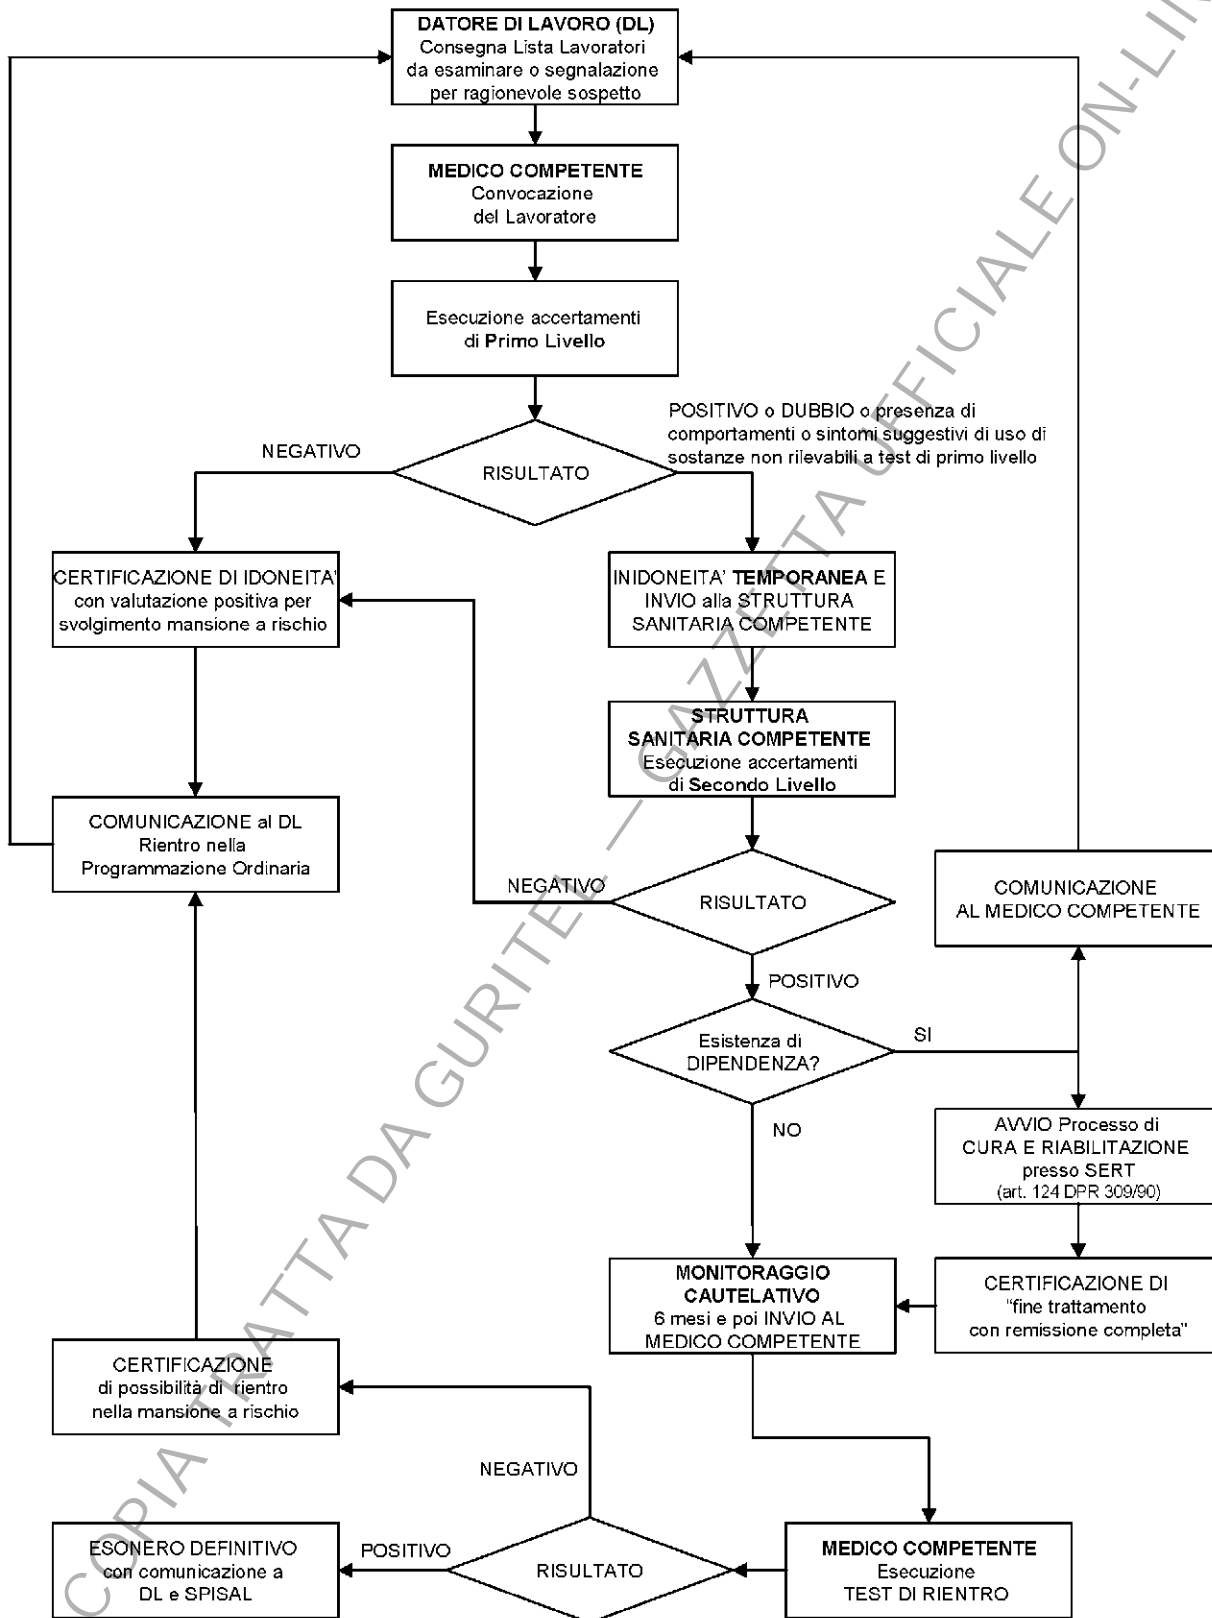 DATORE DI LAVORO (DL)
Consegna Lista Lavoratori
da esaminare o segnalazione
per ragionevole sospetto
MEDICO COMPETENTE
Convocazione
del Lavoratore
Esecuzione accertamenti
di Primo Livello
NEGATIVO
RISULTATO
POSITIVO o DUBBIO o presenza di
comportamenti o sintomi suggestivi di uso di
sostanze non rilevabili a test di primo livello
CERTIFICAZIONE DI IDONEITA'
con valutazione positiva per
svolgimento mansione a rischio
INIDONEITA' TEMPORANEA E
INVIO alla STRUTTURA
SANITARIA COMPETENTE
STRUTTURA
SANITARIA COMPETENTE
Esecuzione accertamenti
di Secondo Livello
COMUNICAZIONE al DL
Rientro nella
Programmazione Ordinaria
NEGATIVO
RISULTATO
COMUNICAZIONE
AL MEDICO COMPETENTE
POSITIVO
Esistenza di
DIPENDENZA?
SI
NO
AVVIO Processo di
CURA E RIABILITAZIONE
presso SERT
(art. 124 DPR 309/90)
MONITORAGGIO
CAUTELATIVO
6 mesi e poi INVIO AL
MEDICO COMPETENTE
CERTIFICAZIONE DI
"fine trattamento
con remissione completa"
CERTIFICAZIONE
di possibilità di rientro
nella mansione a rischio
NEGATIVO
ESONERO DEFINITIVO
con comunicazione a
DL e SPISAL
POSITIVO
RISULTATO
MEDICO COMPETENTE
Esecuzione
TEST DI RIENTRO
COPIA TRATTA DA GURITEL — GAZZETTA UFFICIALE ON-LIN